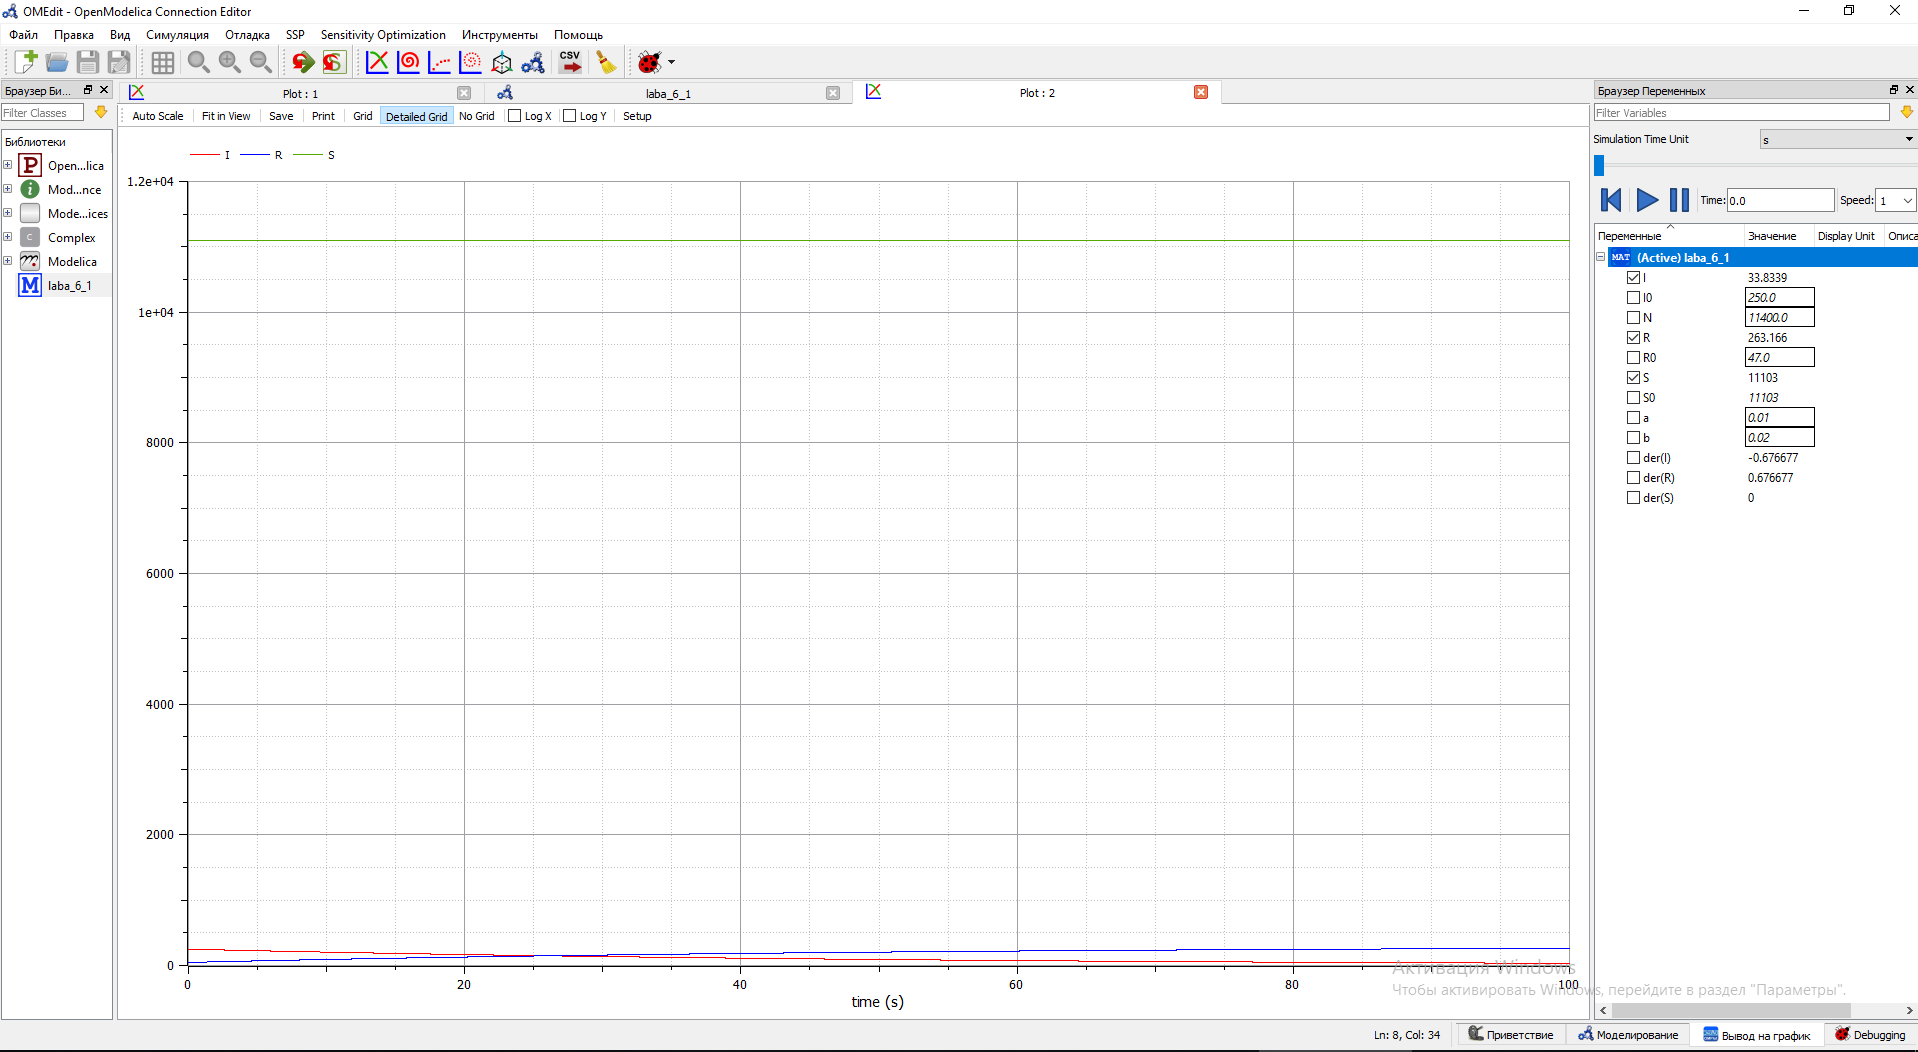 OMEdit - OpenModelica Connection Editor
Файл Правка Вид Симуляция Отладка SSP Sensitivity Optimization Инструменты Помощь
CSV
Браузер Би...
Plot : 1
laba_6_1
Plot : 2
Браузер Переменных
Filter Classes
Auto Scale Fit in View Save Print Grid Detailed Grid No Grid Log X Log Y Setup
Filter Variables
Библиотеки
P Open...lica
i Mod...nce
Mode...ices
C Complex
Modelica
M laba_6_1
I R S
1.2e+04
1e+04
8000
6000
4000
2000
0
0 20 40 60 80 100
time (s)
Simulation Time Unit s
Time: 0.0 Speed: 1
Переменные Значение Display Unit Описа
MAT (Active) laba_6_1
I 33.8339
I0 250.0
N 11400.0
R 263.166
R0 47.0
S 11103
S0 11103
a 0.01
b 0.02
der(I) -0.676677
der(R) 0.676677
der(S) 0
Активация Windows
Чтобы активировать Windows, перейдите в раздел "Параметры".
Ln: 8, Col: 34 Приветствие Моделирование Вывод на график Debugging